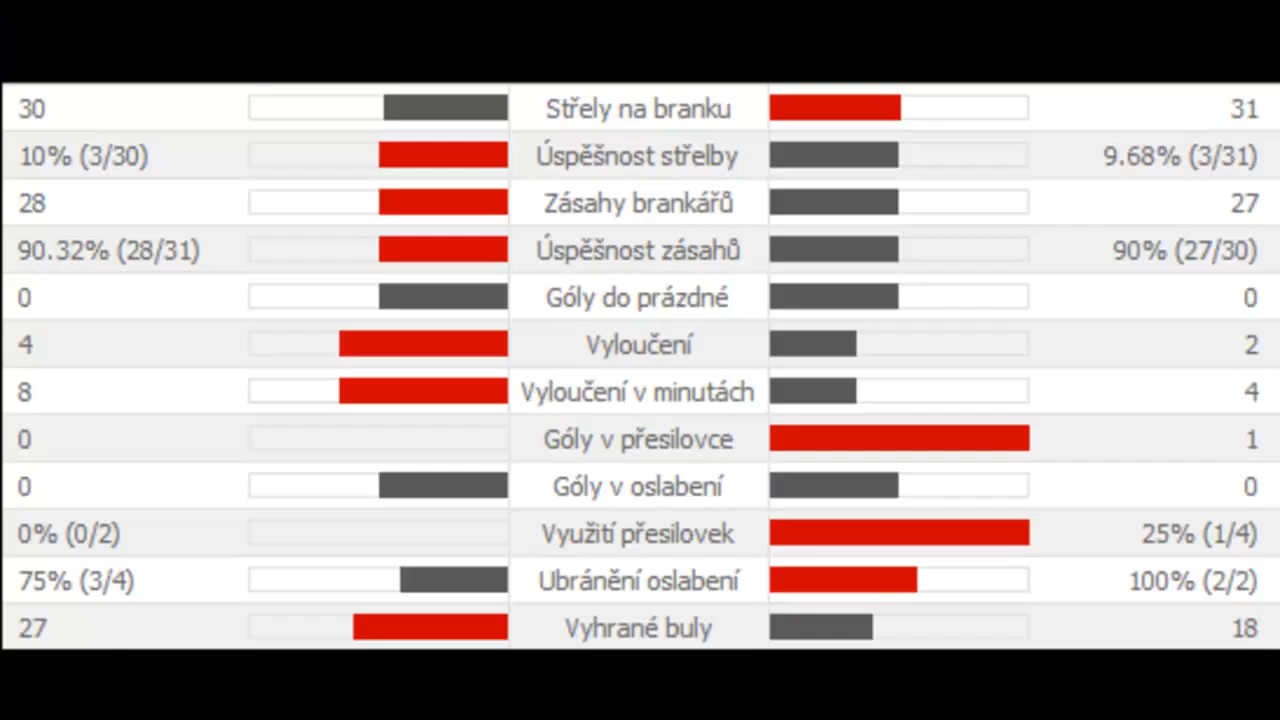 30 Střely na branku 31
10% (3/30) Úspěšnost střelby 9.68% (3/31)
28 Zásahy brankářů 27
90.32% (28/31) Úspěšnost zásahů 90% (27/30)
0 Góly do prázdné 0
4 Vyloučení 2
8 Vyloučení v minutách 4
0 Góly v přesilovce 1
0 Góly v oslabení 0
0% (0/2) Využití přesilovek 25% (1/4)
75% (3/4) Ubránění oslabení 100% (2/2)
27 Vyhrané buly 18